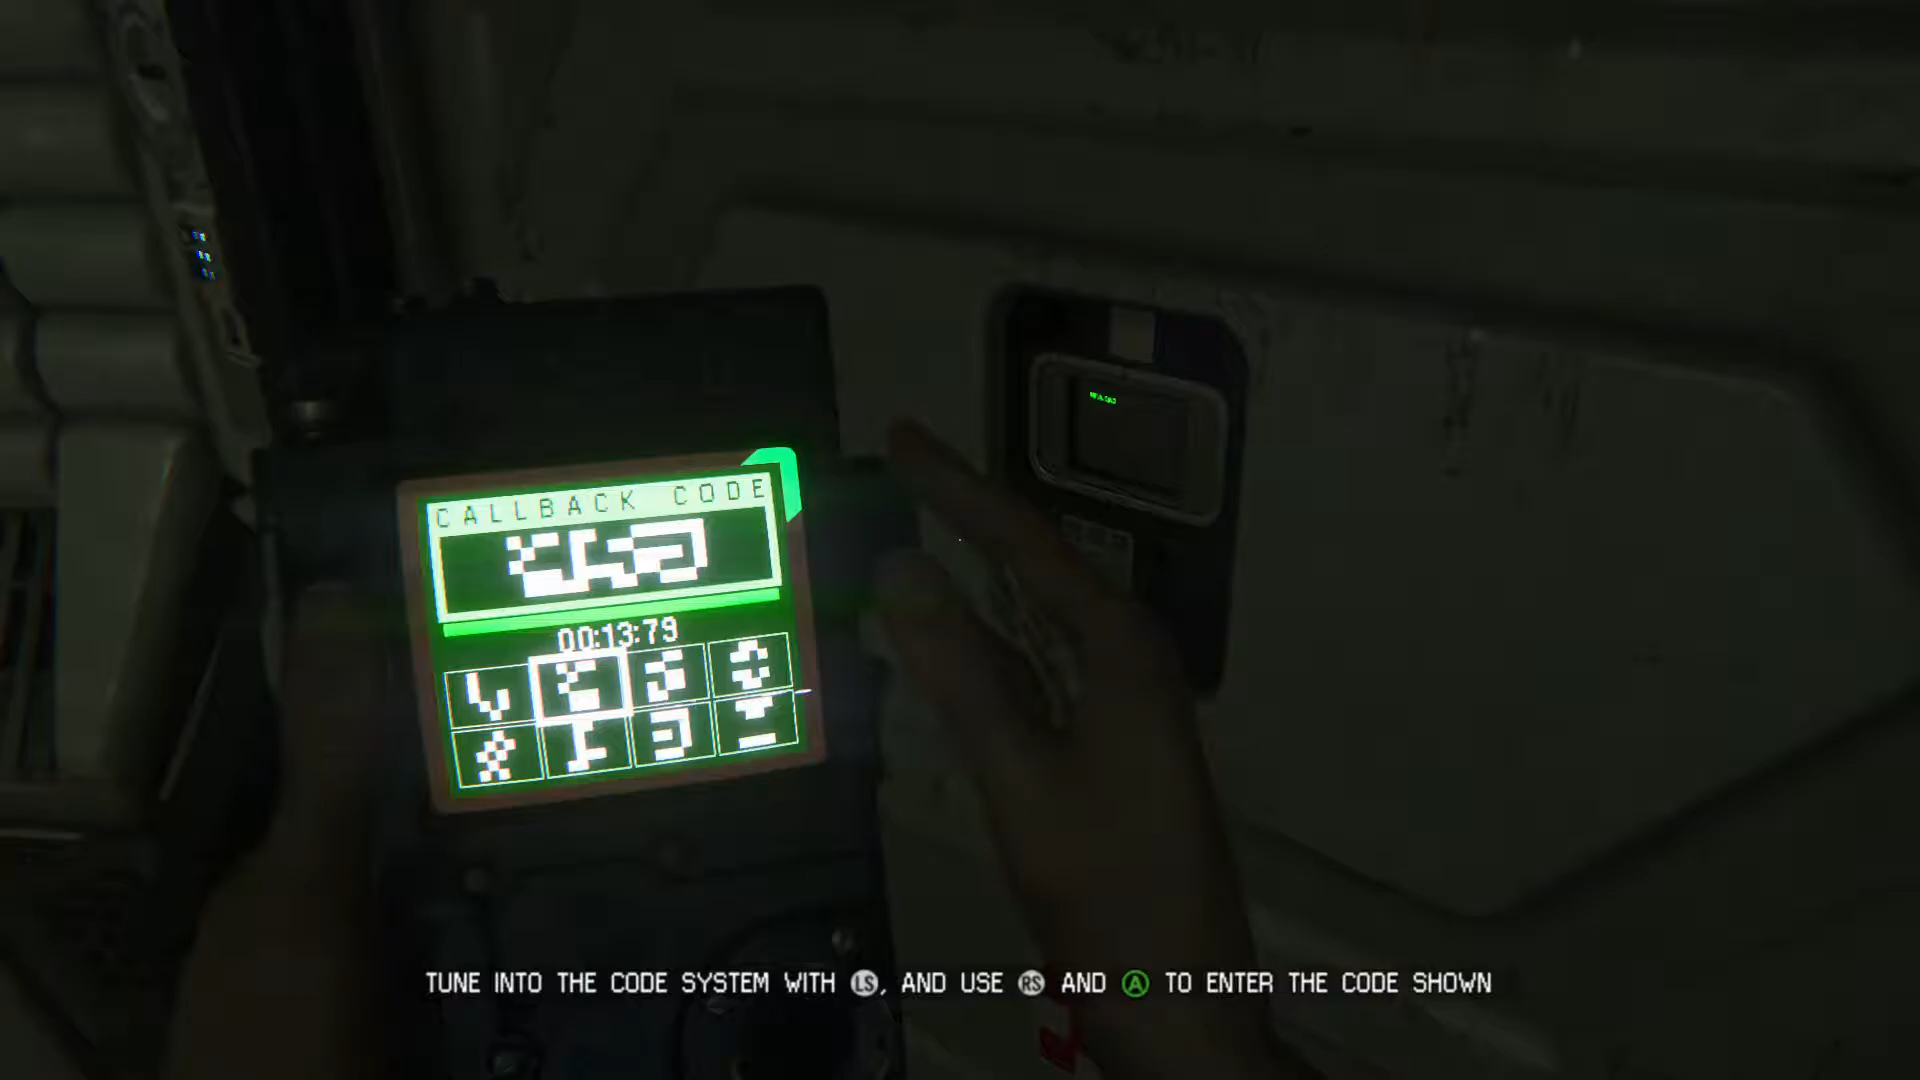 CALLBACK CODE
00:13:79
TUNE INTO THE CODE SYSTEM WITH LS, AND USE RS AND A TO ENTER THE CODE SHOWN